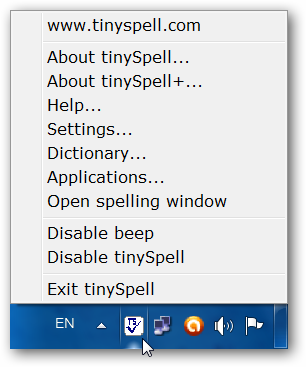 www.tinyspell.com
About tinySpell...
About tinySpell+...
Help...
Settings...
Dictionary...
Applications...
Open spelling window
Disable beep
Disable tinySpell
Exit tinySpell
EN
TS